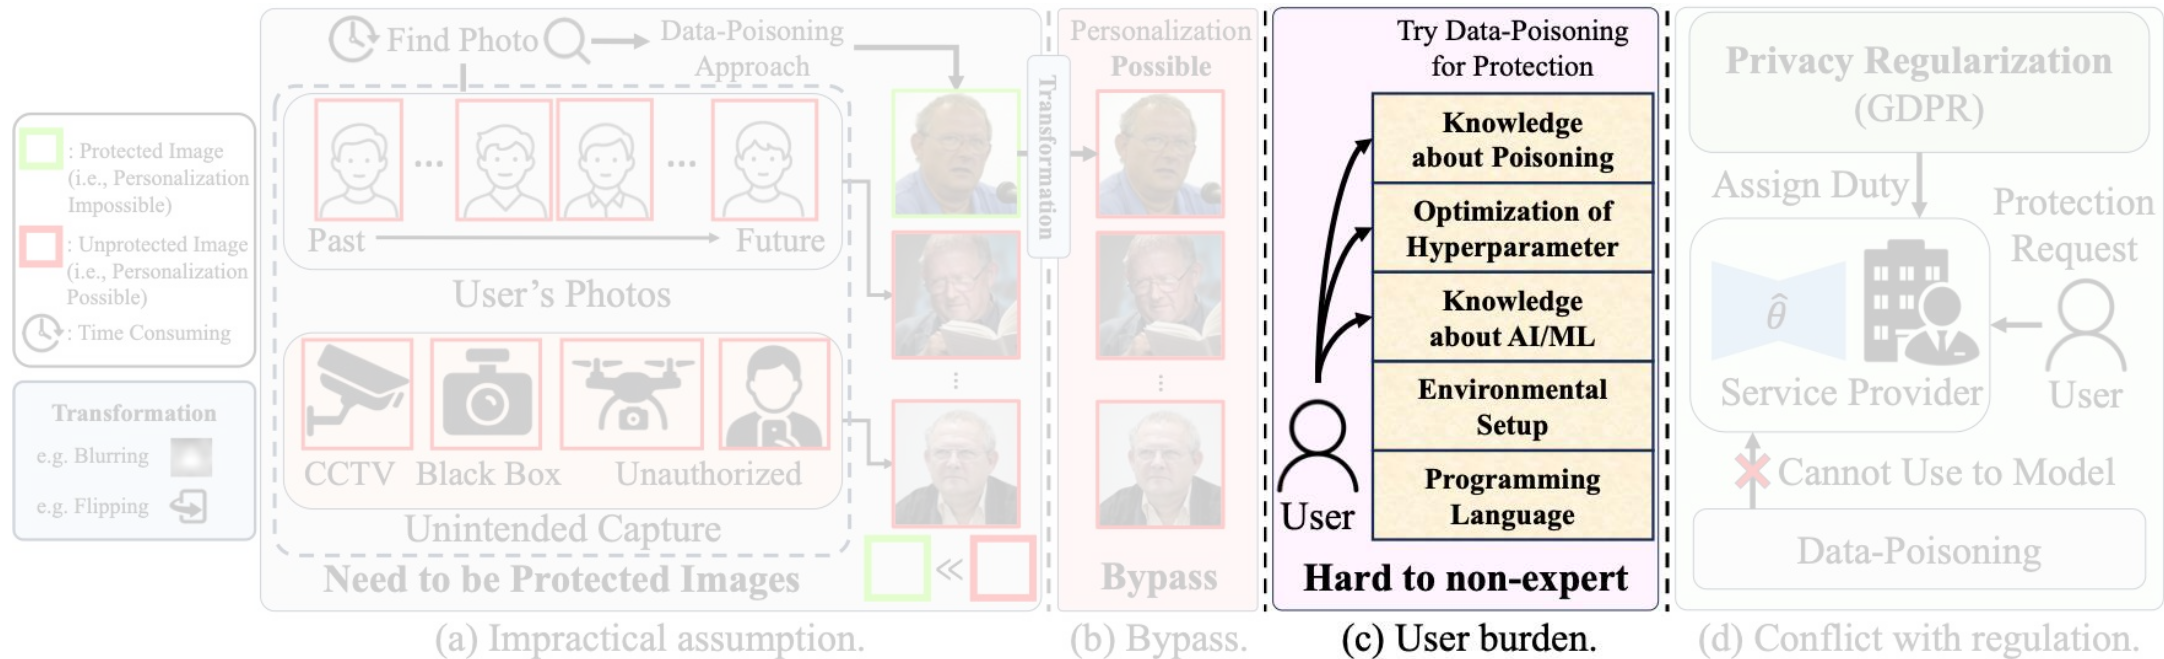 : Protected Image
(i.e., Personalization
Impossible)
: Unprotected Image
(i.e., Personalization
Possible)
: Time Consuming
Transformation
e.g. Blurring
e.g. Flipping
Find Photo
Data-Poisoning
Approach
...
...
Past
Future
User's Photos
CCTV
Black Box
Unauthorized
Unintended Capture
Need to be Protected Images
≪
(a) Impractical assumption.
Transformation
Personalization
Possible
Bypass
(b) Bypass.
Try Data-Poisoning
for Protection
Knowledge
about Poisoning
Optimization of
Hyperparameter
Knowledge
about AI/ML
Environmental
Setup
Programming
Language
User
Hard to non-expert
(c) User burden.
Privacy Regularization
(GDPR)
Assign Duty
Protection
Request
θ̂
Service Provider
User
Cannot Use to Model
Data-Poisoning
(d) Conflict with regulation.